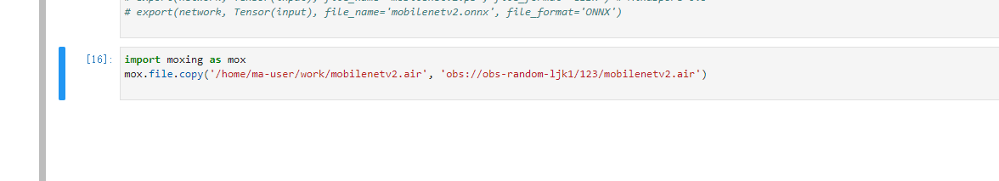 # export(network, Tensor(input), file_name='mobilenetv2.onnx', file_format='ONNX')
[16]:
import moxing as mox
mox.file.copy('/home/ma-user/work/mobilenetv2.air', 'obs://obs-random-ljk1/123/mobilenetv2.air')